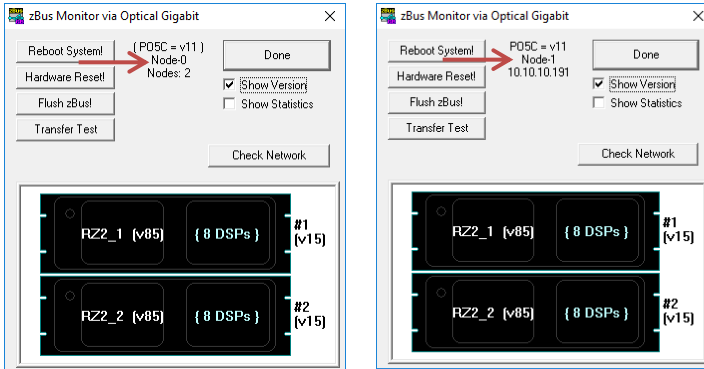 zBus Monitor via Optical Gigabit
Reboot System!
Hardware Reset!
Flush zBus!
Transfer Test
( PO5C = v11 )
Node-0
Nodes: 2
Done
Show Version
Show Statistics
Check Network
RZ2_1 (v85) { 8 DSPs } #1 (v15)
RZ2_2 (v85) { 8 DSPs } #2 (v15)
zBus Monitor via Optical Gigabit
Reboot System!
Hardware Reset!
Flush zBus!
Transfer Test
PO5C = v11
Node-1
10.10.10.191
Done
Show Version
Show Statistics
Check Network
RZ2_1 (v85) { 8 DSPs } #1 (v15)
RZ2_2 (v85) { 8 DSPs } #2 (v15)